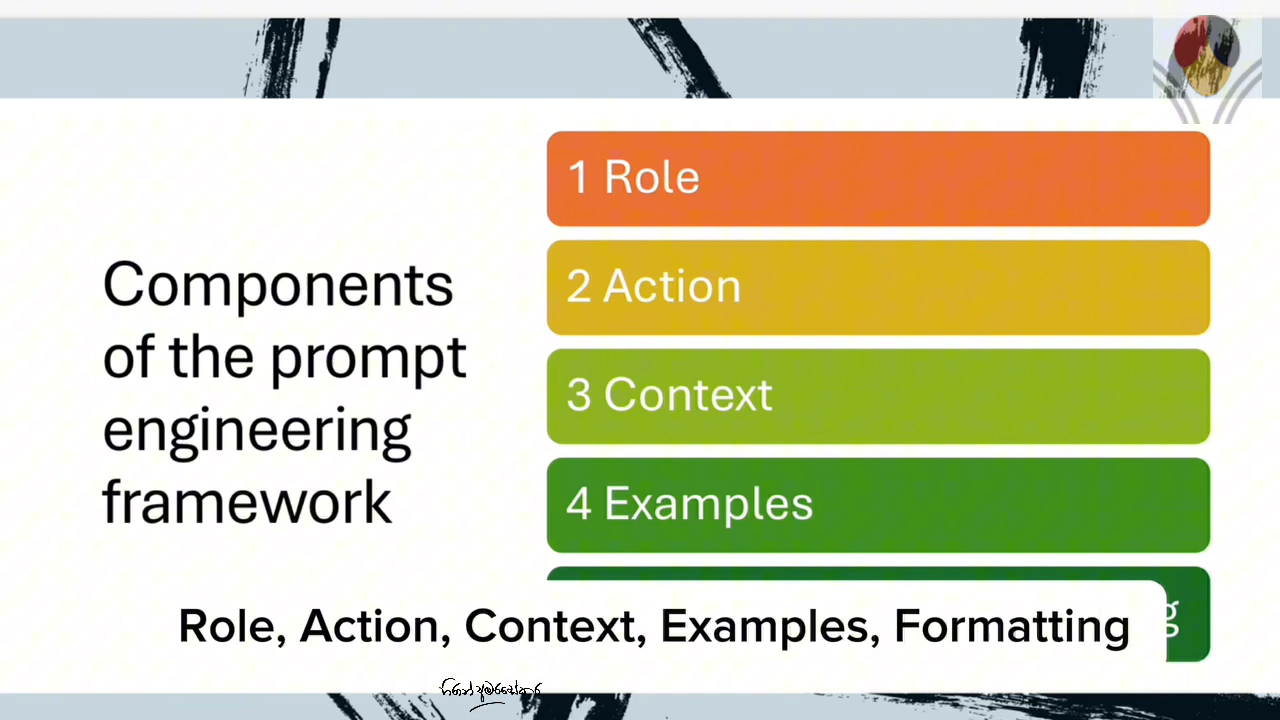 Components
of the prompt
engineering
framework
1 Role
2 Action
3 Context
4 Examples
Role, Action, Context, Examples, Formatting